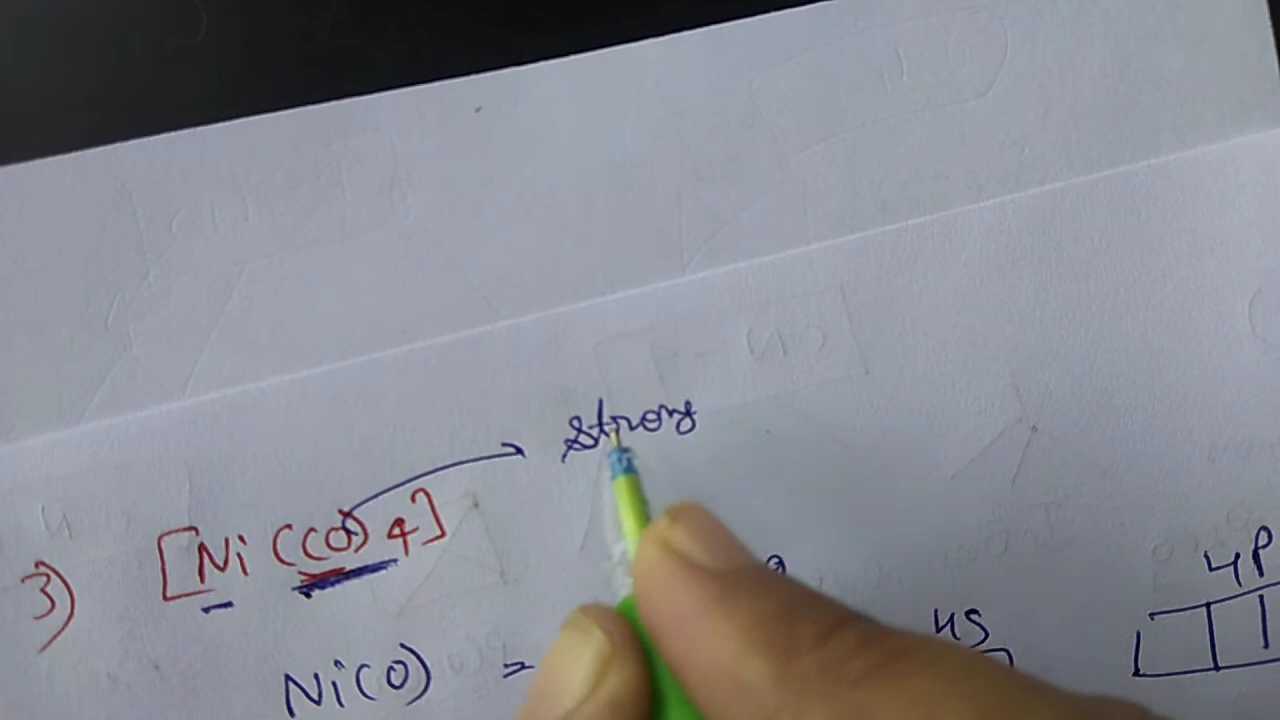 Strong
3) [Ni(CO)4]
4P
4S
Ni(0) =